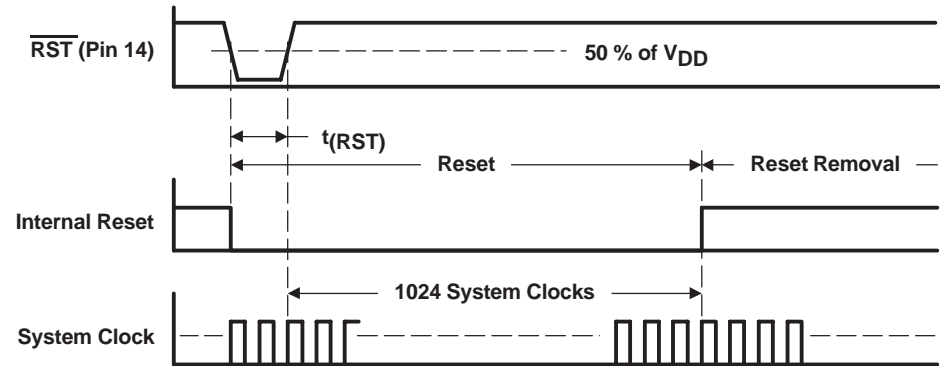 RST (Pin 14)
50 % of VDD
t(RST)
Reset
Reset Removal
Internal Reset
1024 System Clocks
System Clock